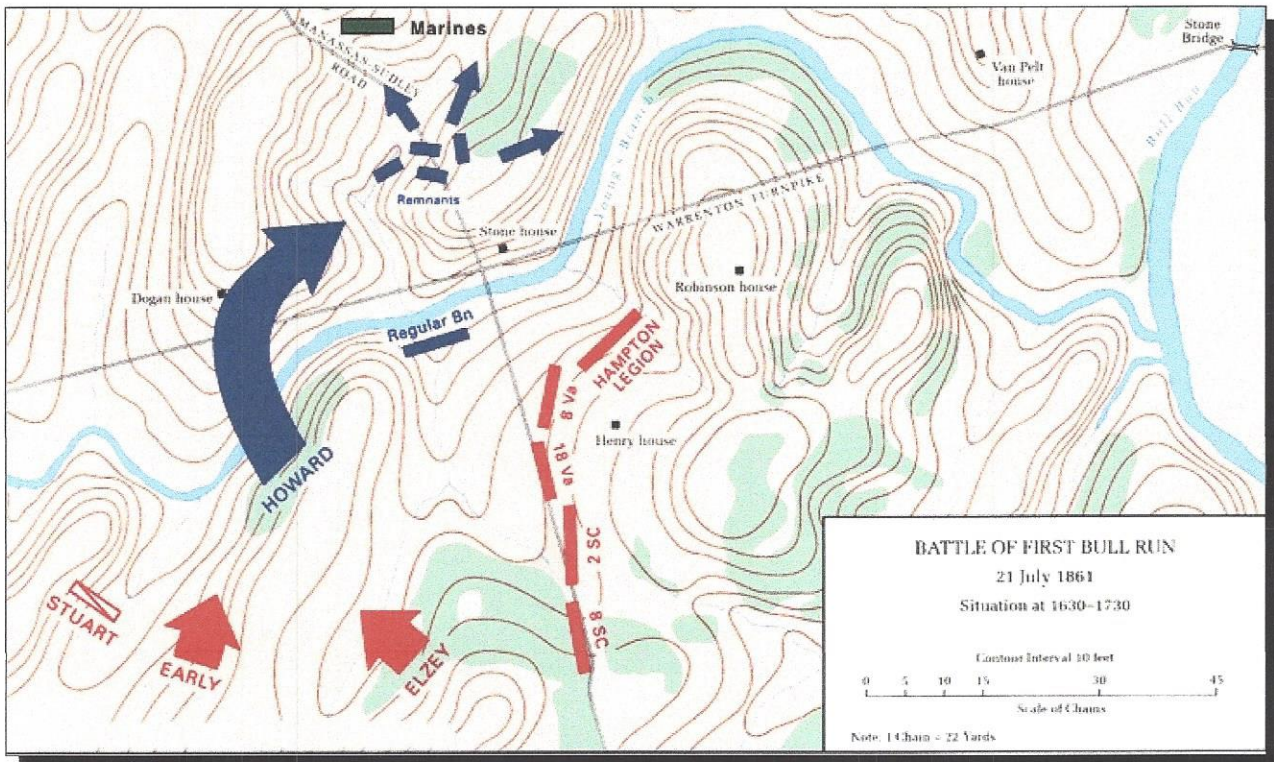 Marines
MANASSAS-SUDLEY
ROAD
Stone
Bridge
Van Pelt
house
Bull Run
Young's Branch
WARRENTON TURNPIKE
Remnants
Stone house
Dogan house
Robinson house
Regular Bn
HAMPTON
LEGION
8 Va
Henry house
18 Va
HOWARD
2 SC
8 SC
STUART
EARLY
ELZEY
BATTLE OF FIRST BULL RUN
21 July 1861
Situation at 1630–1730
Contour Interval 10 feet
0 5 10 15 30 45
Scale of Chains
Note: 1 Chain = 22 Yards